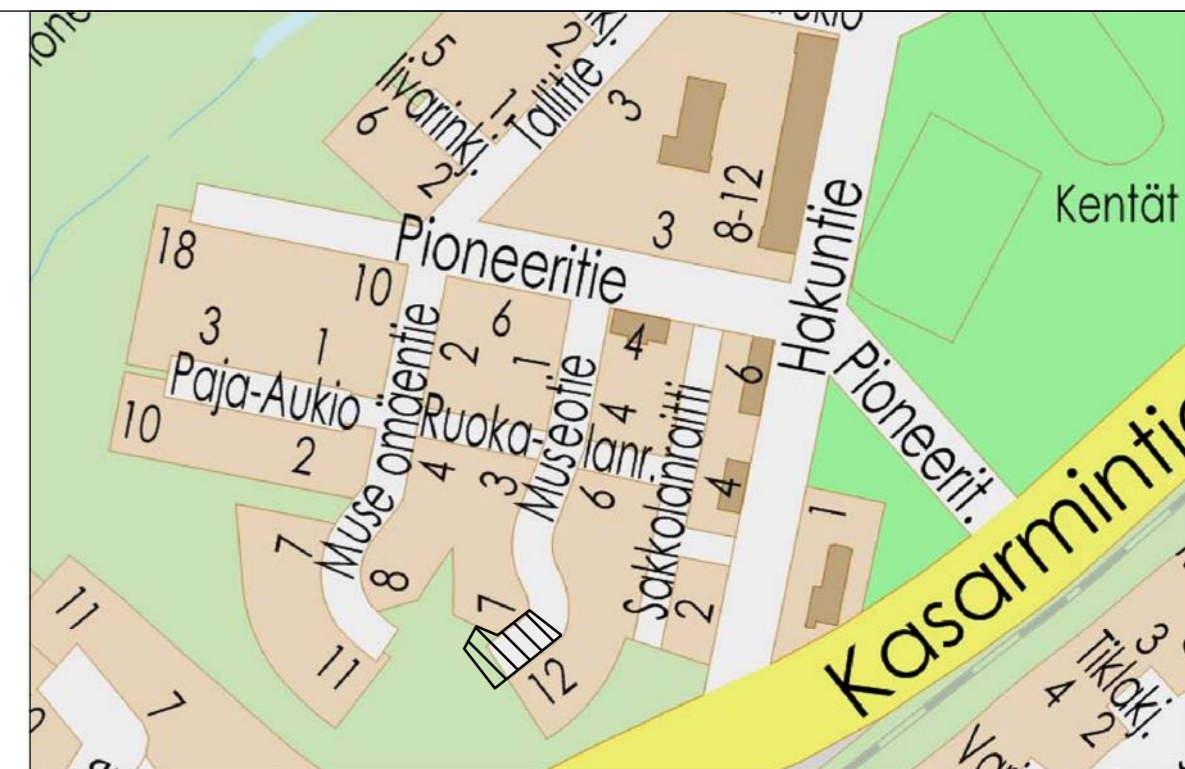 5
2
Iivarinkj.
1
Tallitie
6
2
3
Kentät
3
8-12
Hakuntie
18
Pioneeritie
10
6
3
1
2
1
4
6
Museomäentie
Museotie
Sakkolanraitti
Pioneerit.
Paja-Aukio
Ruoka-
lanr.
4
10
2
4
3
6
4
1
Kasarmintie
7
8
7
2
11
11
12
7
3
Tiklakj.
4
2